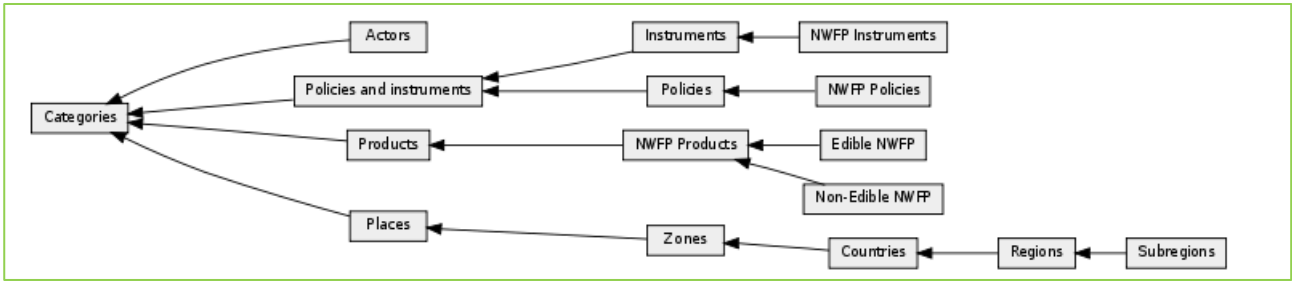 Actors
Instruments
NWFP Instruments
Policies and instruments
Policies
NWFP Policies
Categories
Products
NWFP Products
Edible NWFP
Non-Edible NWFP
Places
Zones
Countries
Regions
Subregions